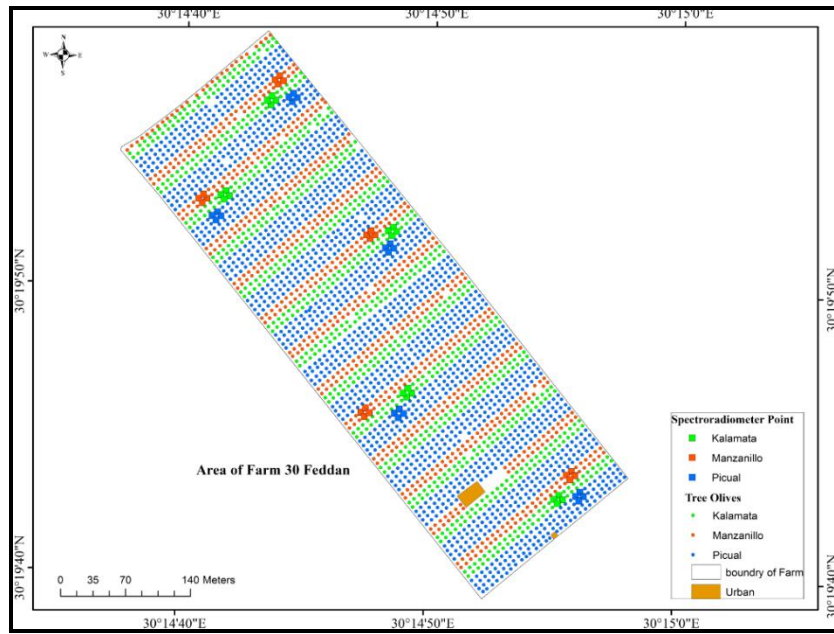 30°14'40"E 30°14'50"E 30°15'0"E
N
W E
S
30°19'50"N 30°19'50"N
Area of Farm 30 Feddan
Spectroradiometer Point
Kalamata
Manzanillo
Picual
Tree Olives
Kalamata
Manzanillo
Picual
boundry of Farm
Urban
30°19'40"N 30°19'40"N
0 35 70 140 Meters
30°14'40"E 30°14'50"E 30°15'0"E